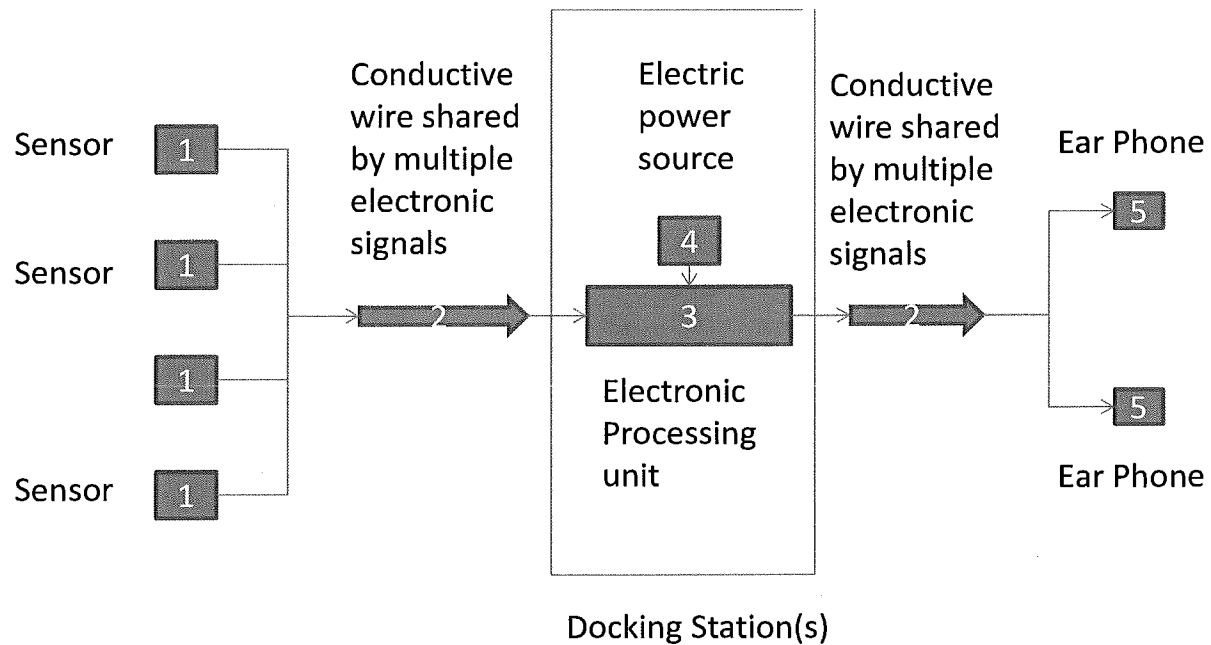 Sensor
1
Sensor
1
1
Sensor
1
Conductive
wire shared
by multiple
electronic
signals
2
Electric
power
source
4
3
Electronic
Processing
unit
Docking Station(s)
Conductive
wire shared
by multiple
electronic
signals
2
Ear Phone
5
5
Ear Phone